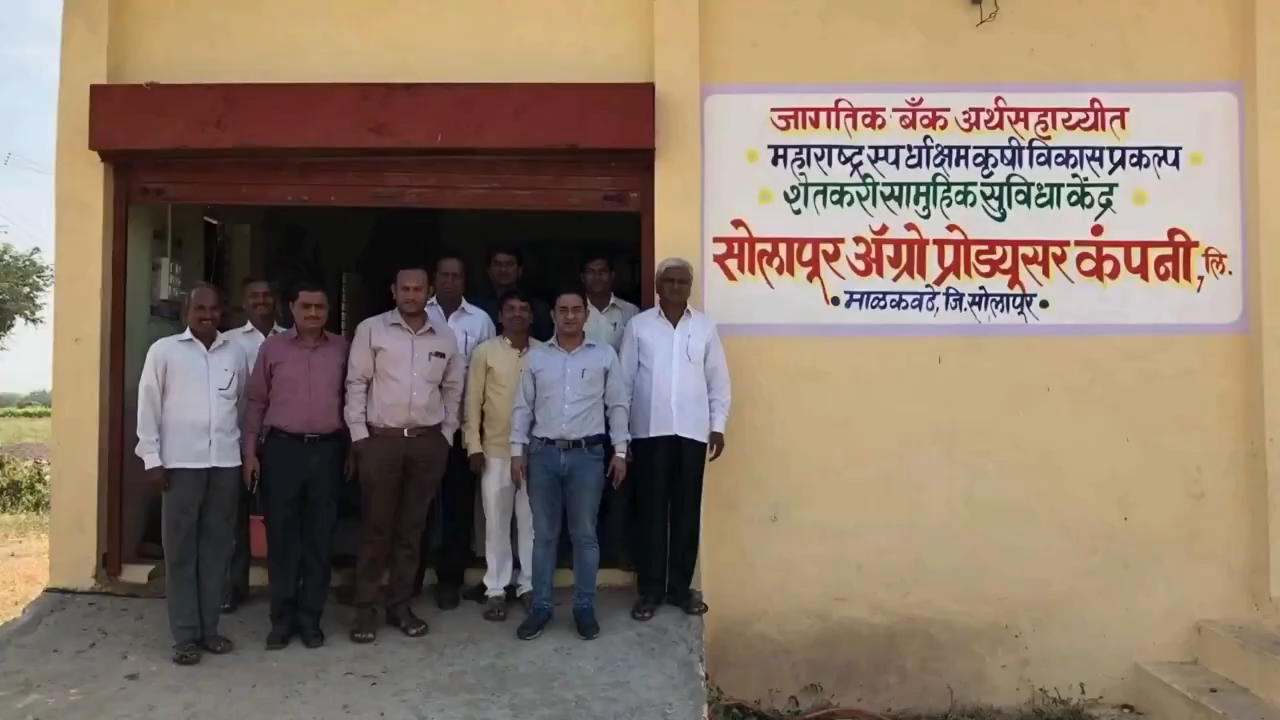 जागतिक बँक अर्थसहाय्यीत
महाराष्ट्र स्पर्धाक्षम कृषी विकास प्रकल्प
शेतकरी सामुहिक सुविधा केंद्र
सोलापूर ॲग्रो प्रोड्यूसर कंपनी, लि.
• माळकवठे, जि. सोलापूर •